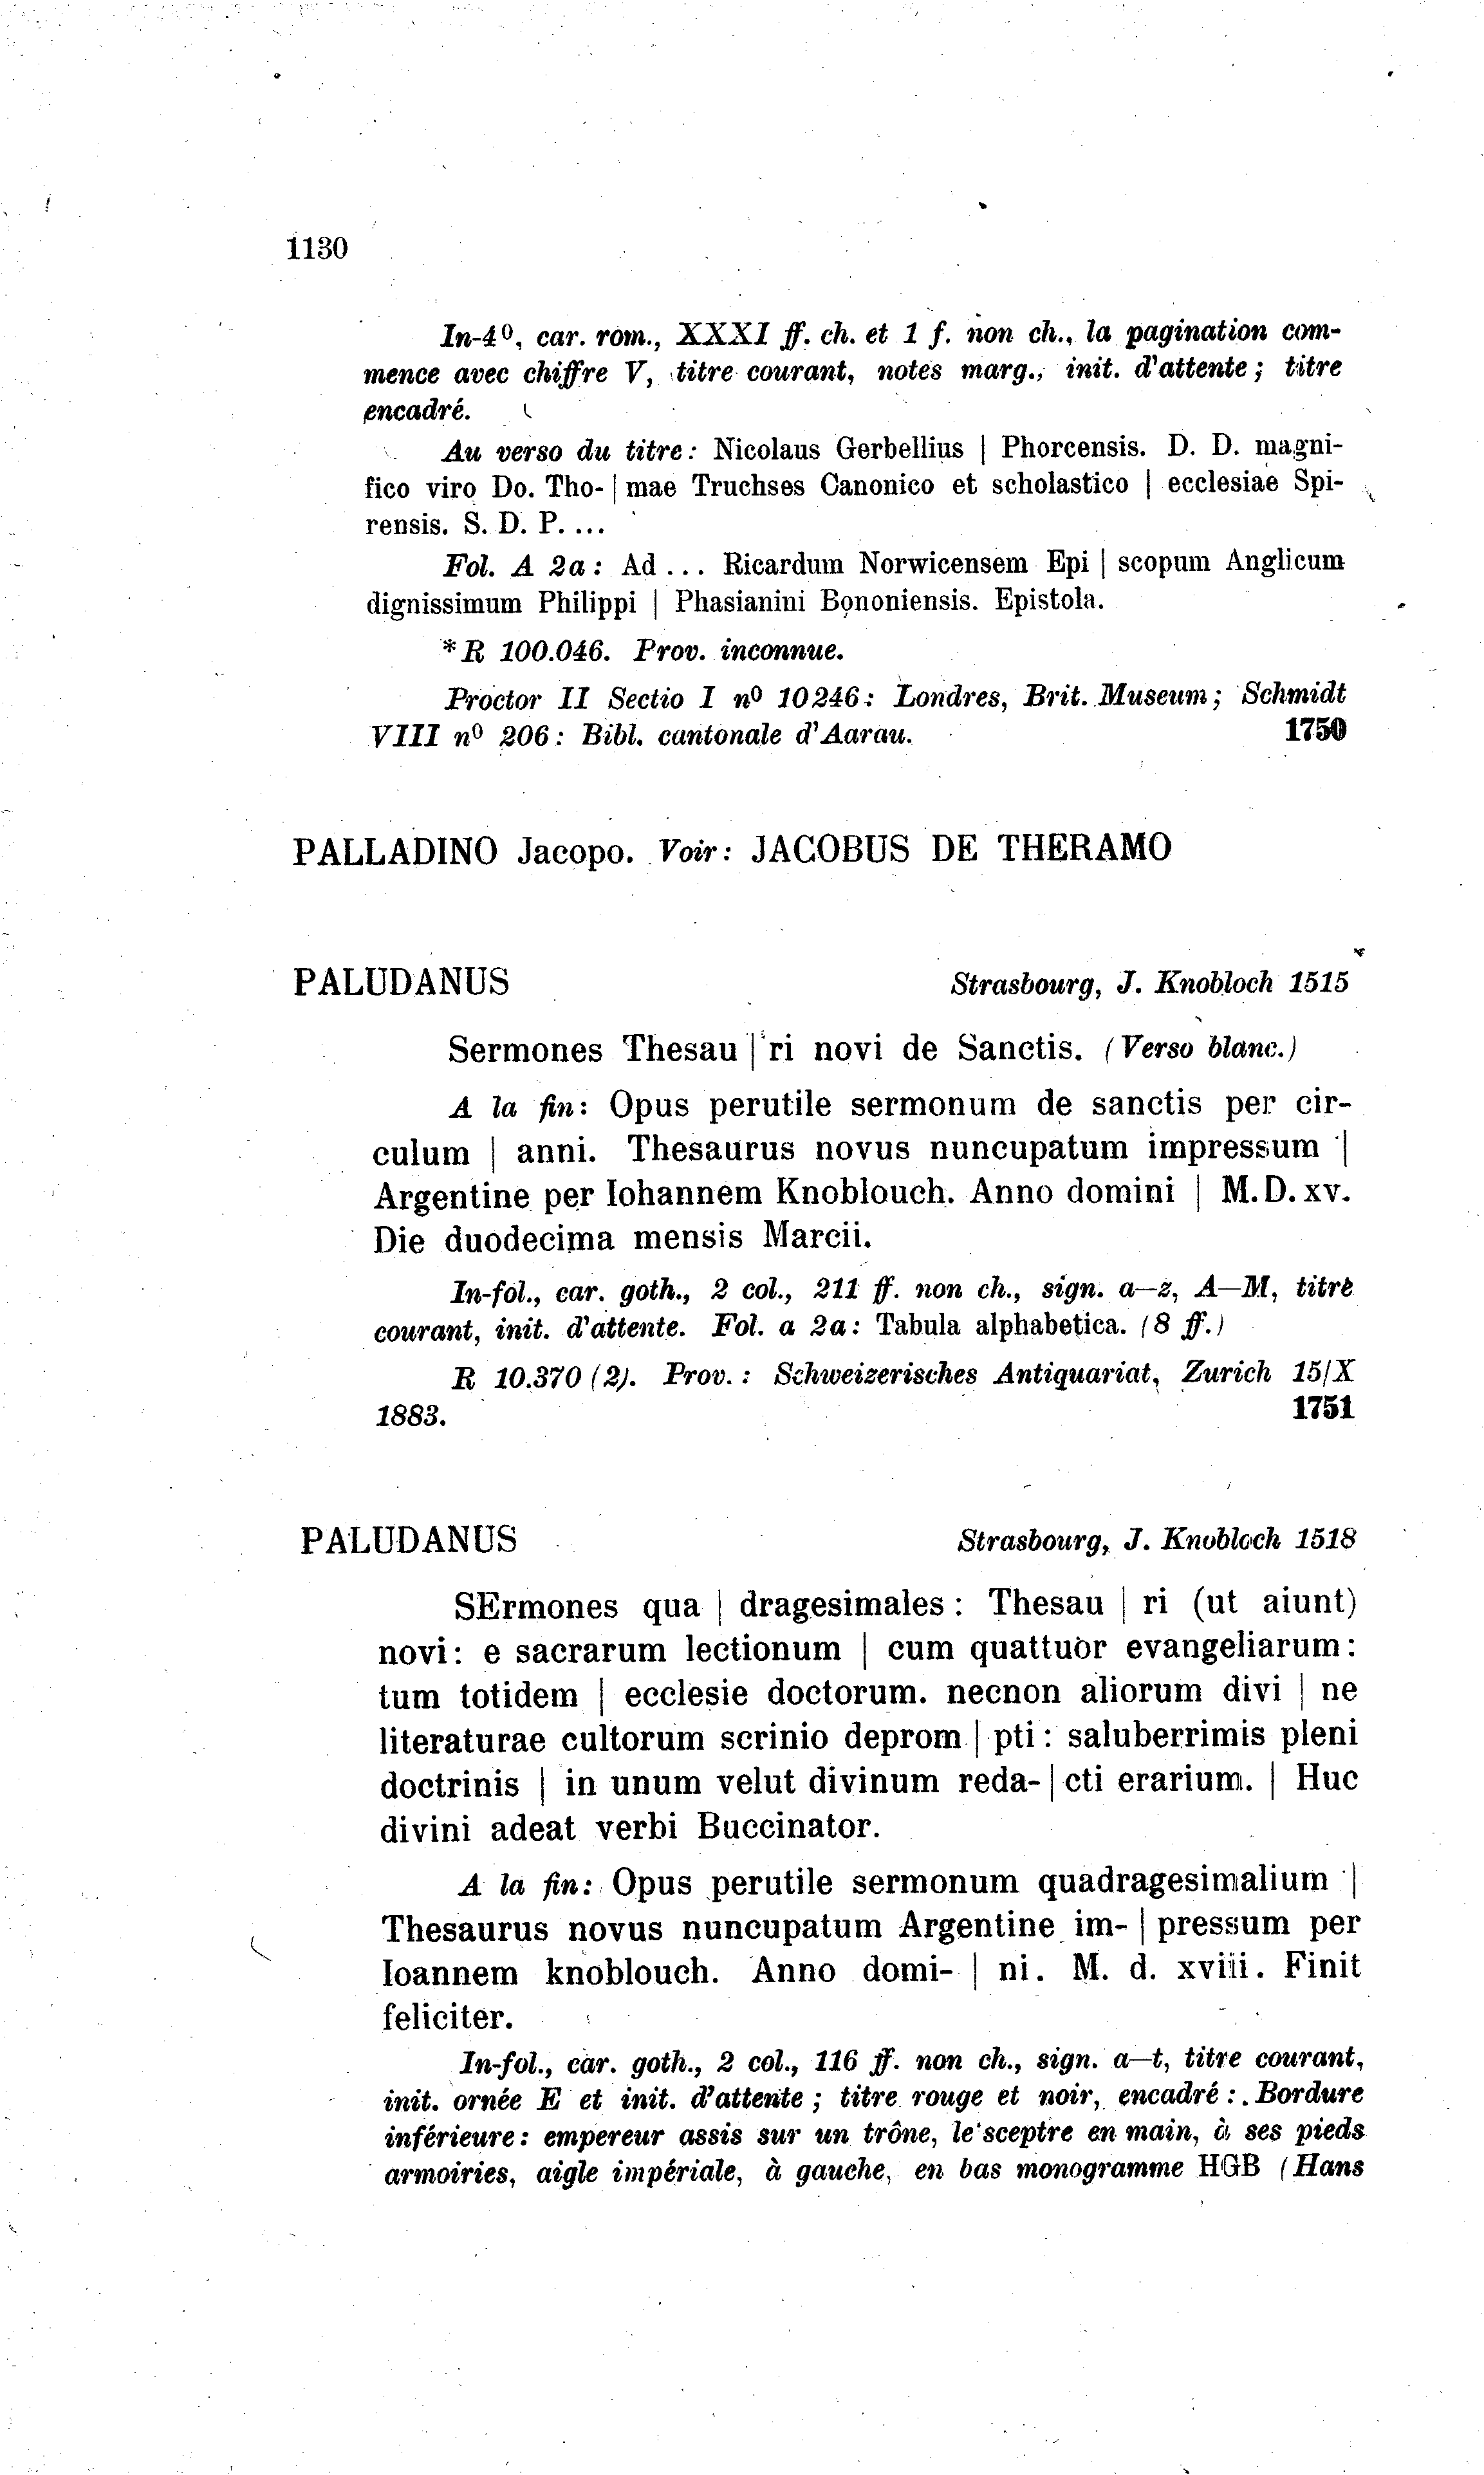 1130
In-4º, car. rom., XXXI ff. ch. et 1 f. non ch., la pagination com-
mence avec chiffre V, titre courant, notes marg., init. d'attente ; titre
encadré.
Au verso du titre: Nicolaus Gerbellius | Phorcensis. D. D. magni-
fico viro Do. Tho- | mae Truchses Canonico et scholastico | ecclesiae Spi-
rensis. S. D. P. ...
Fol. A 2a: Ad ... Ricardum Norwicensem Epi | scopum Anglicum
dignissimum Philippi | Phasianini Bononiensis. Epistola.
* R 100.046. Prov. inconnue.
Proctor II Sectio I nº 10246: Londres, Brit. Museum; Schmidt
VIII nº 206: Bibl. cantonale d'Aarau. 1750
PALLADINO Jacopo. Voir: JACOBUS DE THERAMO
PALUDANUS Strasbourg, J. Knobloch 1515
Sermones Thesau | ri novi de Sanctis. (Verso blanc.)
A la fin: Opus perutile sermonum de sanctis per cir-
culum | anni. Thesaurus novus nuncupatum impressum |
Argentine per Iohannem Knoblouch. Anno domini | M. D. xv.
Die duodecima mensis Marcii.
In-fol., car. goth., 2 col., 211 ff. non ch., sign. a—z, A—M, titre
courant, init. d'attente. Fol. a 2a: Tabula alphabetica. (8 ff.)
R 10.370 (2). Prov. : Schweizerisches Antiquariat, Zurich 15/X
1883. 1751
PALUDANUS Strasbourg, J. Knobloch 1518
SErmones qua | dragesimales : Thesau | ri (ut aiunt)
novi: e sacrarum lectionum | cum quattuor evangeliarum:
tum totidem | ecclesie doctorum. necnon aliorum divi | ne
literaturae cultorum scrinio deprom | pti : saluberrimis pleni
doctrinis | in unum velut divinum reda- | cti erarium. | Huc
divini adeat verbi Buccinator.
A la fin: Opus perutile sermonum quadragesimalium |
Thesaurus novus nuncupatum Argentine im- | pressum per
Ioannem knoblouch. Anno domi- | ni. M. d. xviii. Finit
feliciter.
In-fol., car. goth., 2 col., 116 ff. non ch., sign. a—t, titre courant,
init. ornée E et init. d'attente ; titre rouge et noir, encadré : Bordure
inférieure: empereur assis sur un trône, le sceptre en main, à ses pieds
armoiries, aigle impériale, à gauche, en bas monogramme HGB (Hans